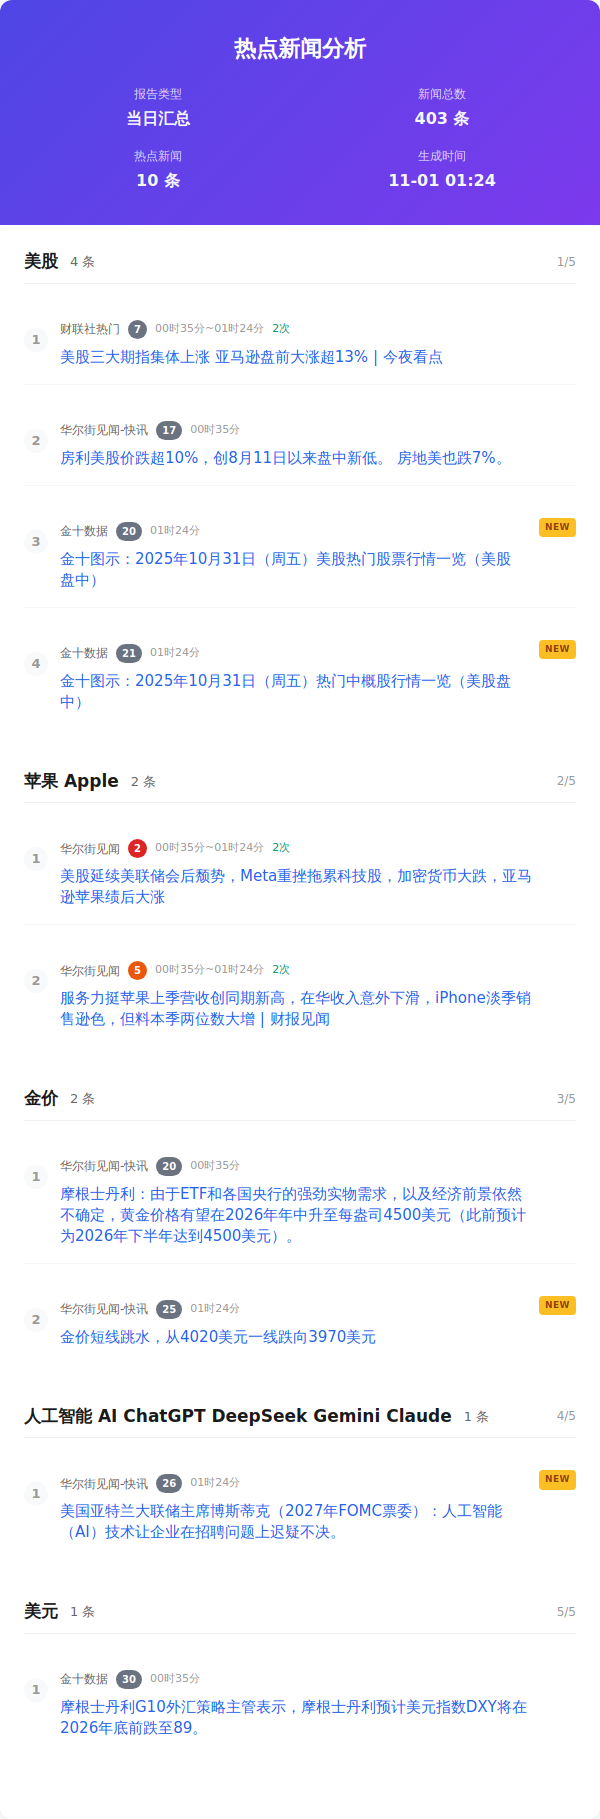 热点新闻分析
报告类型
新闻总数
当日汇总
403 条
热点新闻
生成时间
10 条
11-01 01:24
美股 4 条 1/5
1 财联社热门 7 00时35分~01时24分 2次
美股三大期指集体上涨 亚马逊盘前大涨超13% | 今夜看点
2 华尔街见闻-快讯 17 00时35分
房利美股价跌超10%，创8月11日以来盘中新低。 房地美也跌7%。
3 金十数据 20 01时24分 NEW
金十图示：2025年10月31日（周五）美股热门股票行情一览（美股
盘中）
4 金十数据 21 01时24分 NEW
金十图示：2025年10月31日（周五）热门中概股行情一览（美股盘
中）
苹果 Apple 2 条 2/5
1 华尔街见闻 2 00时35分~01时24分 2次
美股延续美联储会后颓势，Meta重挫拖累科技股，加密货币大跌，亚马
逊苹果绩后大涨
2 华尔街见闻 5 00时35分~01时24分 2次
服务力挺苹果上季营收创同期新高，在华收入意外下滑，iPhone淡季销
售逊色，但料本季两位数大增 | 财报见闻
金价 2 条 3/5
1 华尔街见闻-快讯 20 00时35分
摩根士丹利：由于ETF和各国央行的强劲实物需求，以及经济前景依然
不确定，黄金价格有望在2026年年中升至每盎司4500美元（此前预计
为2026年下半年达到4500美元）。
2 华尔街见闻-快讯 25 01时24分 NEW
金价短线跳水，从4020美元一线跌向3970美元
人工智能 AI ChatGPT DeepSeek Gemini Claude 1 条 4/5
1 华尔街见闻-快讯 26 01时24分 NEW
美国亚特兰大联储主席博斯蒂克（2027年FOMC票委）：人工智能
（AI）技术让企业在招聘问题上迟疑不决。
美元 1 条 5/5
1 金十数据 30 00时35分
摩根士丹利G10外汇策略主管表示，摩根士丹利预计美元指数DXY将在
2026年底前跌至89。